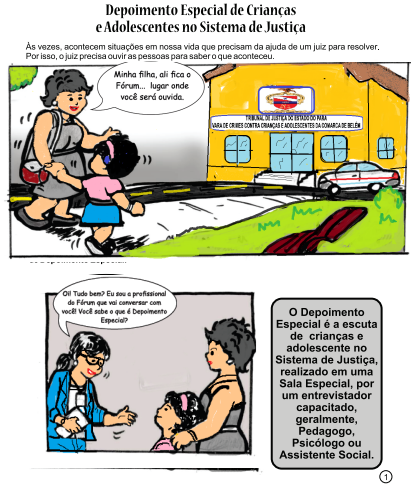 Depoimento Especial de Crianças
e Adolescentes no Sistema de Justiça
Às vezes, acontecem situações em nossa vida que precisam da ajuda de um juiz para resolver.
Por isso, o juiz precisa ouvir as pessoas para saber o que aconteceu.
Minha filha, ali fica o
Fórum... lugar onde
você será ouvida.
TRIBUNAL DE JUSTIÇA DO ESTADO DO PARÁ
VARA DE CRIMES CONTRA CRIANÇAS E ADOLESCENTES DA COMARCA DE BELÉM
Oi! Tudo bem? Eu sou a profissional
do Fórum que vai conversar com
você! Você sabe o que é Depoimento
Especial?
O Depoimento
Especial é a escuta
de crianças e
adolescente no
Sistema de Justiça,
realizado em uma
Sala Especial, por
um entrevistador
capacitado,
geralmente,
Pedagogo,
Psicólogo ou
Assistente Social.
1